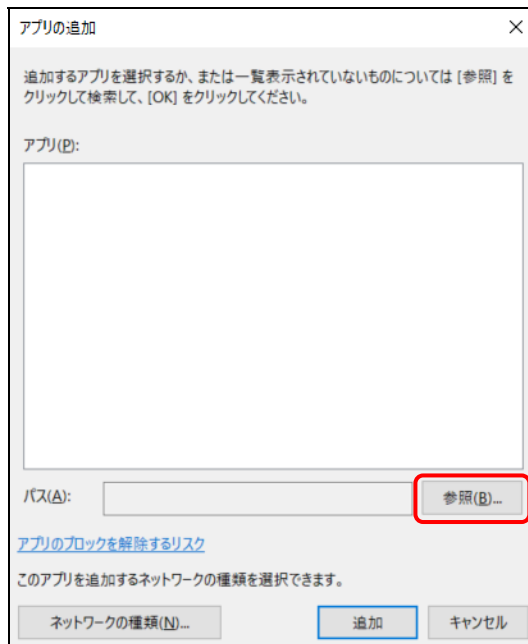 アプリの追加
追加するアプリを選択するか、または一覧表示されていないものについては [参照] を
クリックして検索して、[OK] をクリックしてください。
アプリ(P):
パス(A):
参照(B)...
アプリのブロックを解除するリスク
このアプリを追加するネットワークの種類を選択できます。
ネットワークの種類(N)...
追加
キャンセル